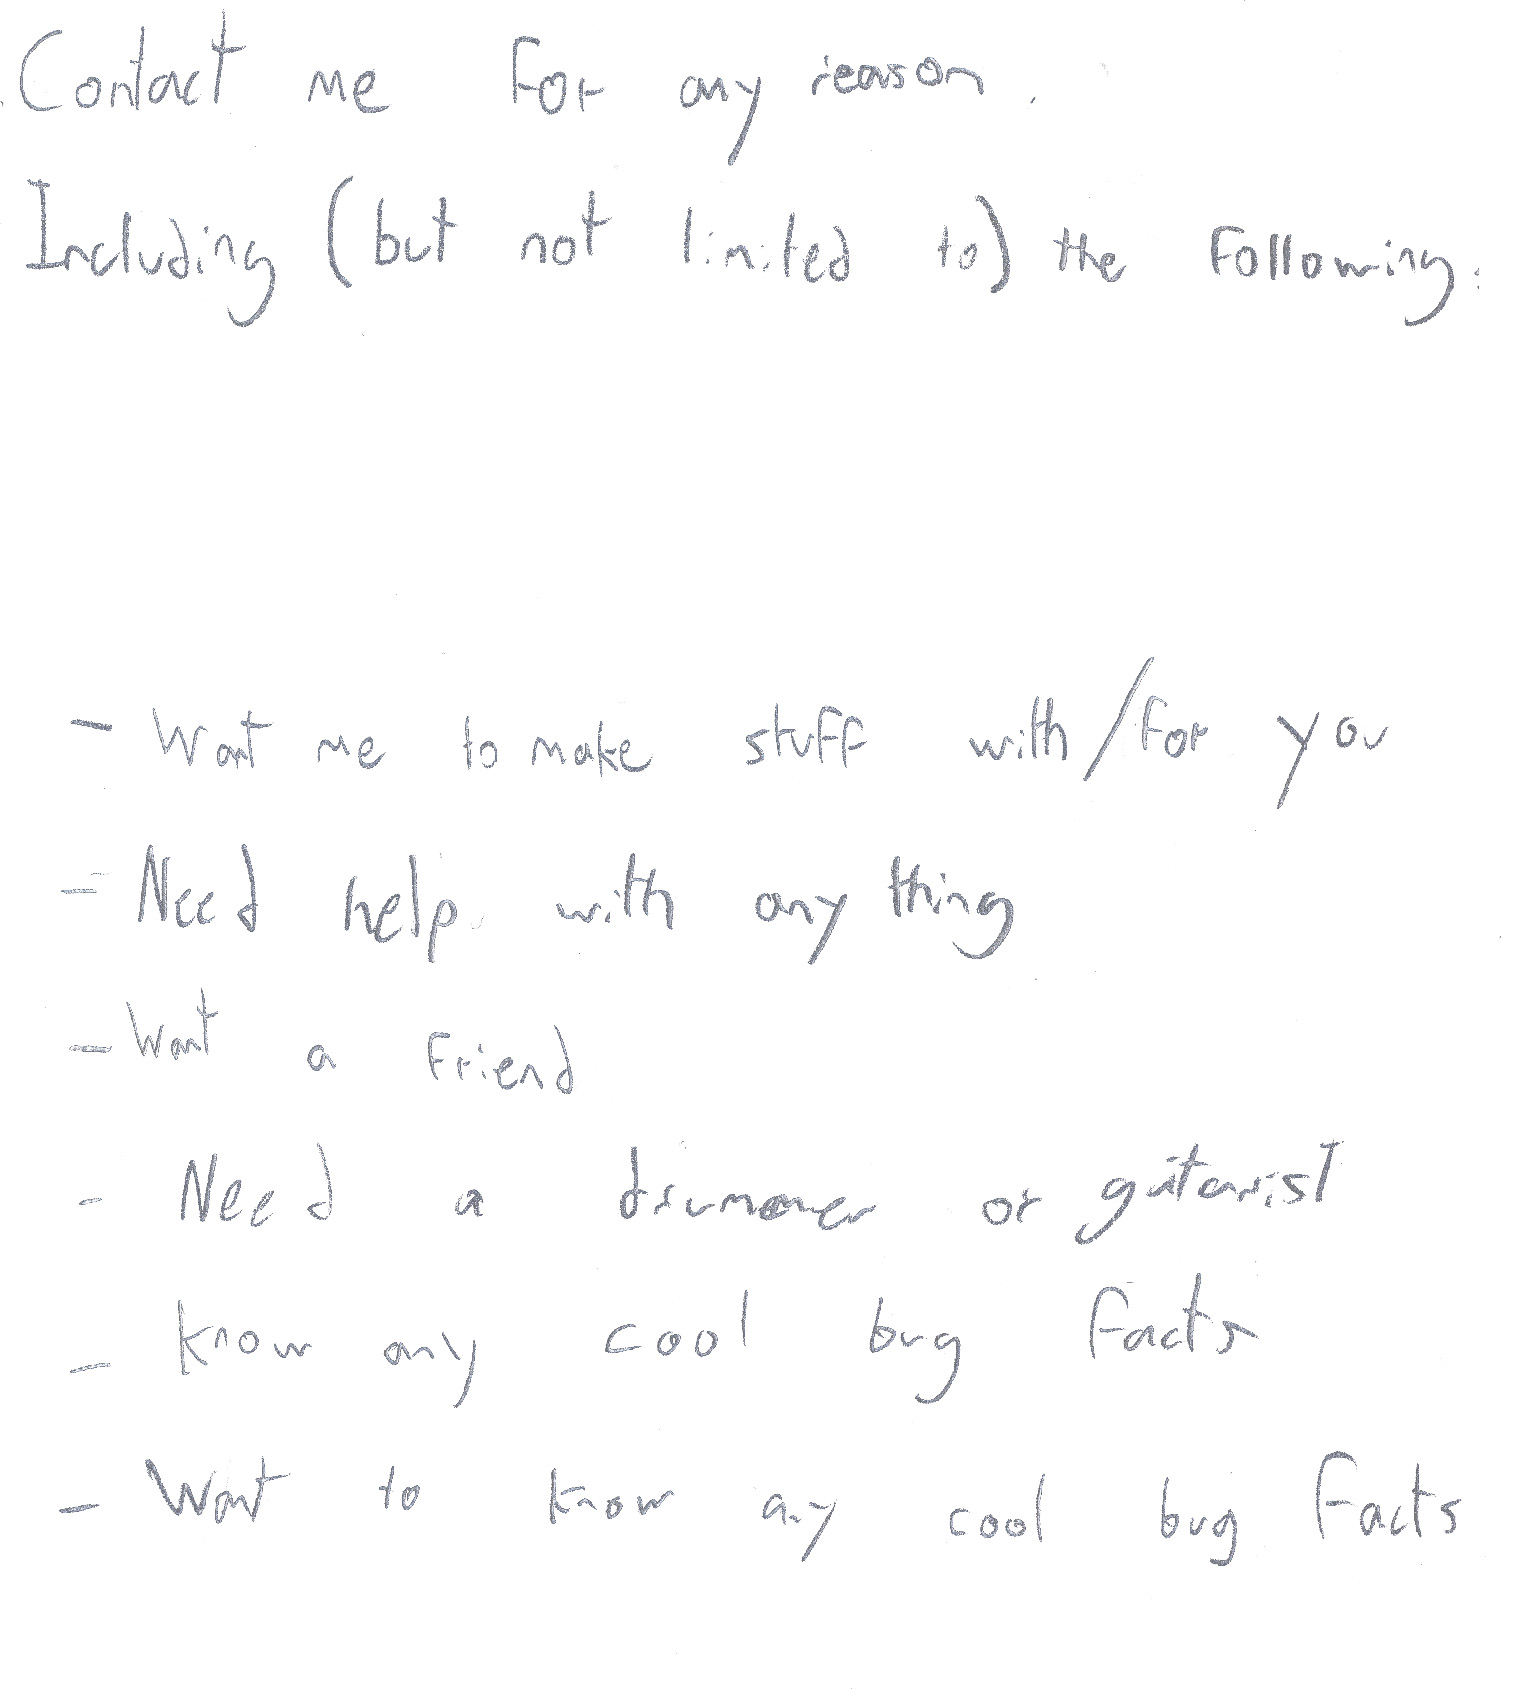 Contact me for any reason.
Including (but not limited to) the following:
- Want me to make stuff with/for you
- Need help with any thing
- Want a friend
- Need a drummer or guitarist
- know any cool bug facts
- Want to know any cool bug facts